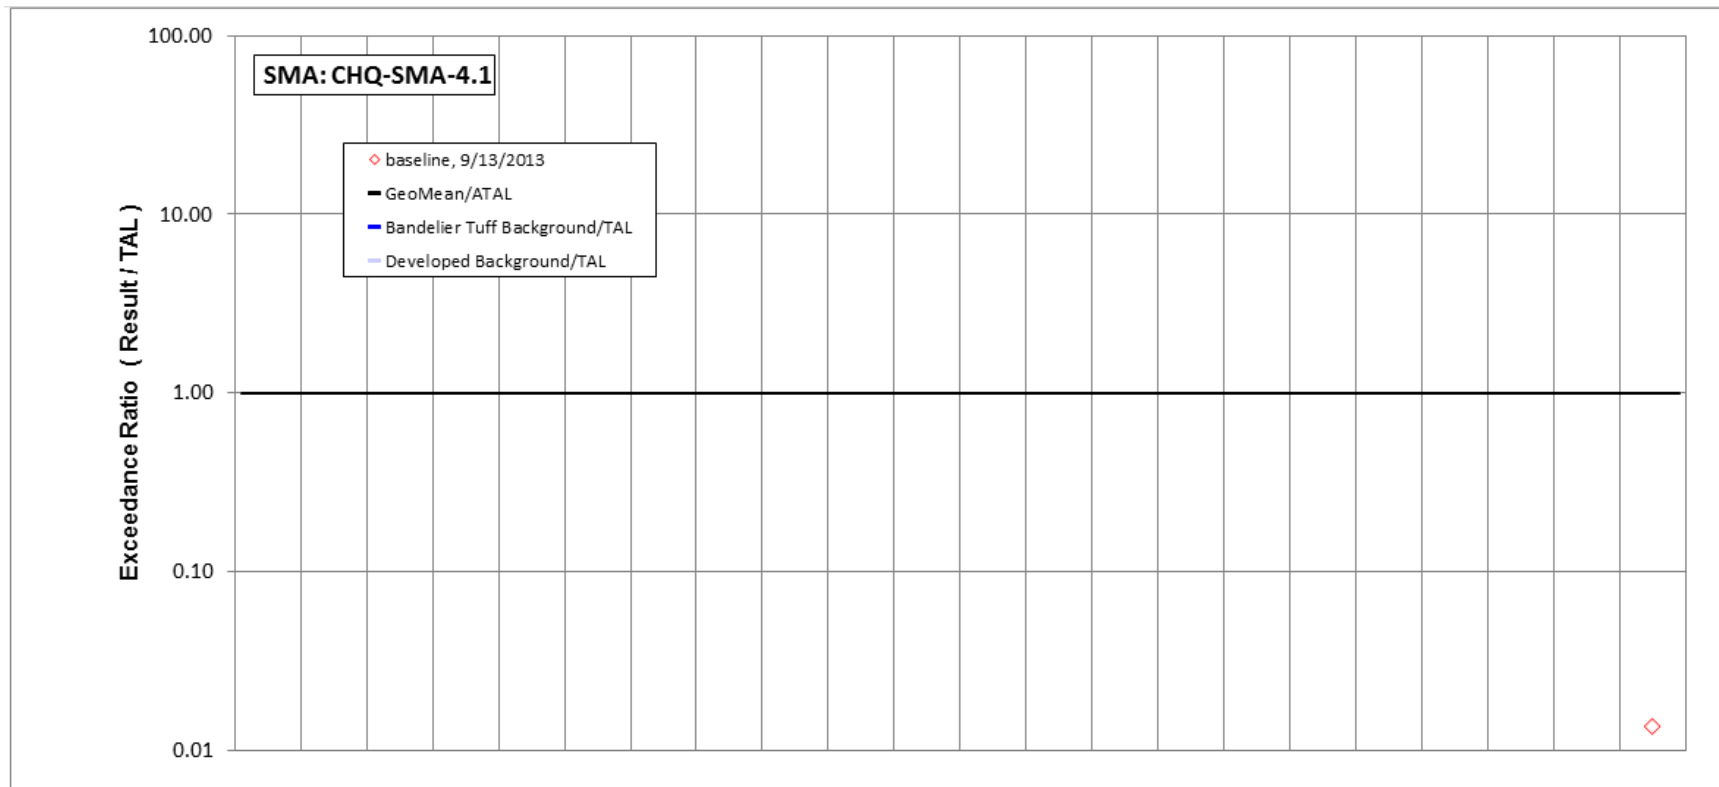 100.00
SMA: CHQ-SMA-4.1
baseline, 9/13/2013
GeoMean/ATAL
10.00
Bandelier Tuff Background/TAL
Developed Background/TAL
Exceedance Ratio ( Result / TAL )
1.00
0.10
0.01